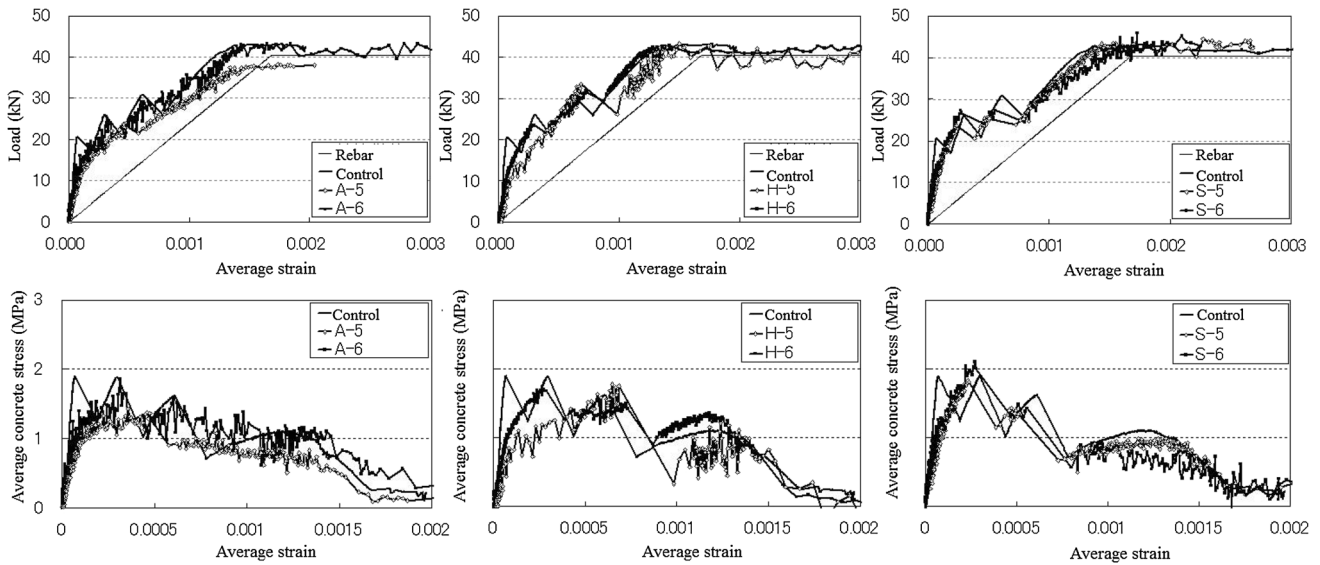 50
40
30
20
10
0
Load (kN)
Rebar
Control
A-5
A-6
0.000
0.001
0.002
0.003
Average strain
50
40
30
20
10
0
Load (kN)
Rebar
Control
H-5
H-6
0.000
0.001
0.002
0.003
Average strain
50
40
30
20
10
0
Load (kN)
Rebar
Control
S-5
S-6
0.000
0.001
0.002
0.003
Average strain
3
2
1
0
Average concrete stress (MPa)
Control
A-5
A-6
0
0.0005
0.001
0.0015
0.002
Average strain
Average concrete stress (MPa)
Control
H-5
H-6
0
0.0005
0.001
0.0015
0.002
Average strain
Average concrete stress (MPa)
Control
S-5
S-6
0
0.0005
0.001
0.0015
0.002
Average strain